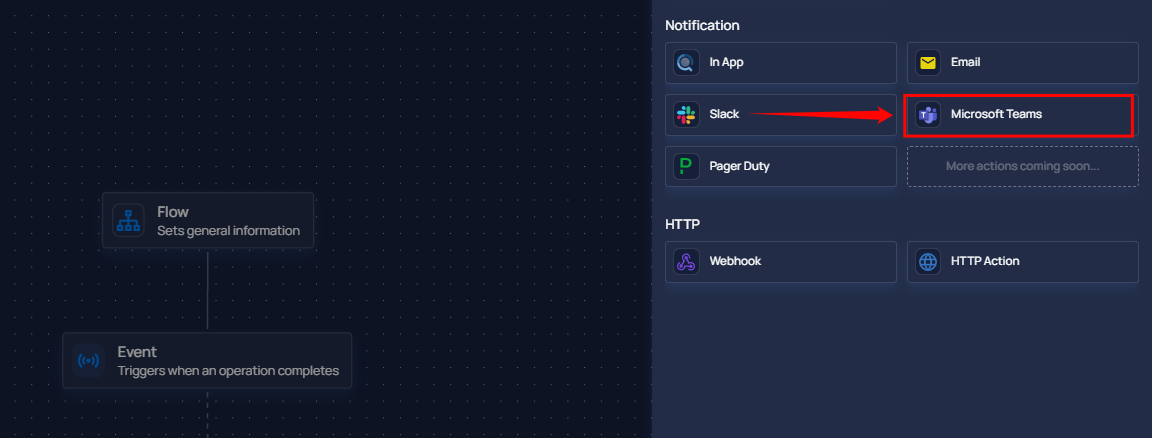 Notification
In App
Email
Slack
Microsoft Teams
Pager Duty
More actions coming soon...
HTTP
Webhook
HTTP Action
Flow
Sets general information
Event
Triggers when an operation completes